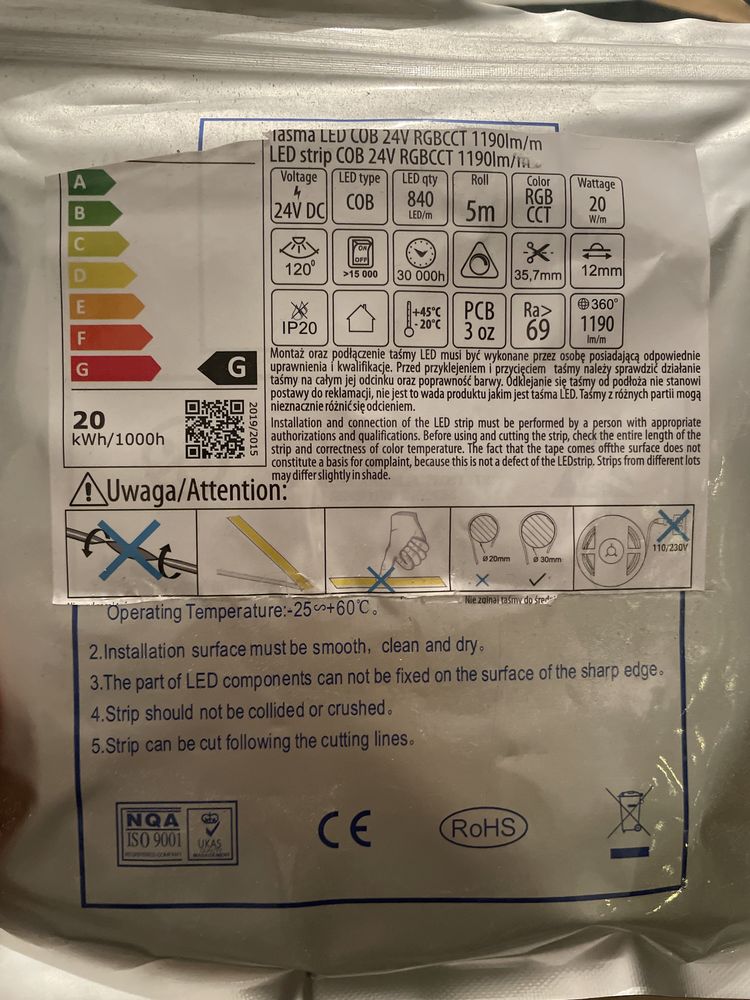 Taśma LED COB 24V RGBCCT 1190lm/m
LED strip COB 24V RGBCCT 1190lm/m
A
B
C
D
E
F
G
G
20
kWh/1000h
2019/2015
Voltage
24V DC
LED type
COB
LED qty
840
LED/m
Roll
5m
Color
RGB
CCT
Wattage
20
W/m
120°
ON
OFF
>15 000
30 000h
35,7mm
12mm
IP20
+45°C
- 20°C
PCB
3 oz
Ra>
69
360°
1190
lm/m
Montaż oraz podłączenie taśmy LED musi być wykonane przez osobę posiadającą odpowiednie
uprawnienia i kwalifikacje. Przed przyklejeniem i przycięciem taśmy należy sprawdzić działanie
taśmy na całym jej odcinku oraz poprawność barwy. Odklejanie się taśmy od podłoża nie stanowi
postawy do reklamacji, nie jest to wada produktu jakim jest taśma LED. Taśmy z różnych partii mogą
nieznacznie różnić się odcieniem.
Installation and connection of the LED strip must be performed by a person with appropriate
authorizations and qualifications. Before using and cutting the strip, check the entire length of the
strip and correctness of color temperature. The fact that the tape comes offthe surface does not
constitute a basis for complaint, because this is not a defect of the LEDstrip. Strips from different lots
may differ slightly in shade.
Uwaga/Attention:
Ø 20mm
Ø 30mm
110/230V
Nie zginaj taśmy do
Operating Temperature:-25∽+60℃。
2.Installation surface must be smooth, clean and dry。
3.The part of LED components can not be fixed on the surface of the sharp edge。
4.Strip should not be collided or crushed。
5.Strip can be cut following the cutting lines。
NQA
ISO 9001
REGISTERED COMPANY
UKAS
MANAGEMENT
CE
RoHS